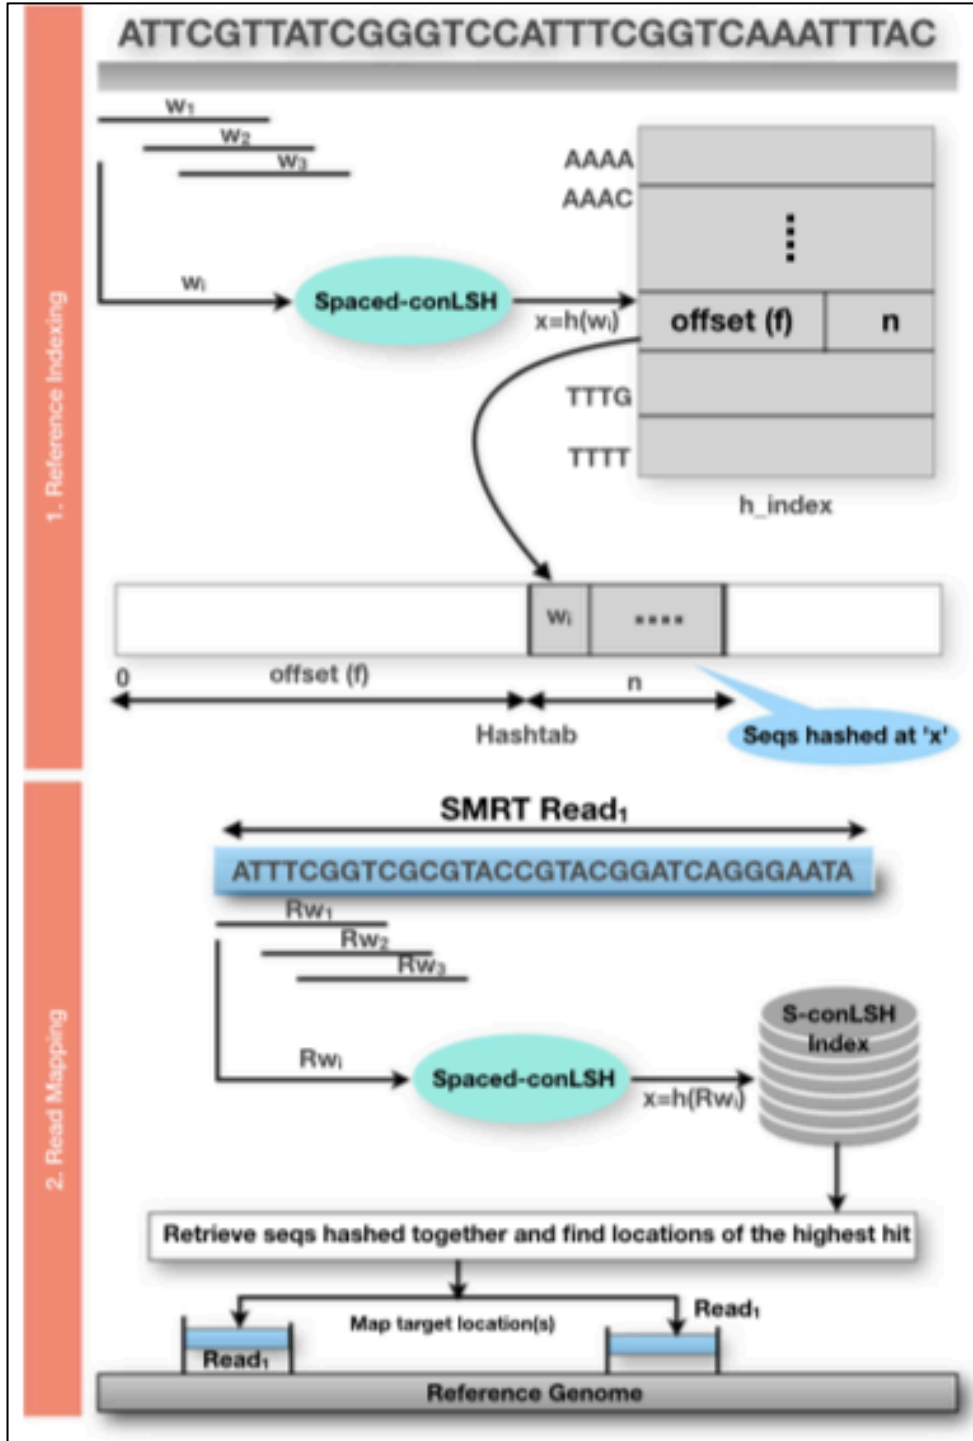 ATTCGTTATCGGGTCCATTTCGGTCAAATTTAC
w₁
w₂
w₃
AAAA
AAAC
wᵢ
Spaced-conLSH
x=h(wᵢ)
offset (f)
n
TTTG
TTTT
h_index
1. Reference Indexing
wᵢ
0
offset (f)
n
Hashtab
Seqs hashed at 'x'
SMRT Read₁
ATTTCGGTCGCGTACCGTACGGATCAGGGAATA
Rw₁
Rw₂
Rw₃
S-conLSH
Index
Rwᵢ
Spaced-conLSH
x=h(Rwᵢ)
2. Read Mapping
Retrieve seqs hashed together and find locations of the highest hit
Map target location(s)
Read₁
Read₁
Reference Genome